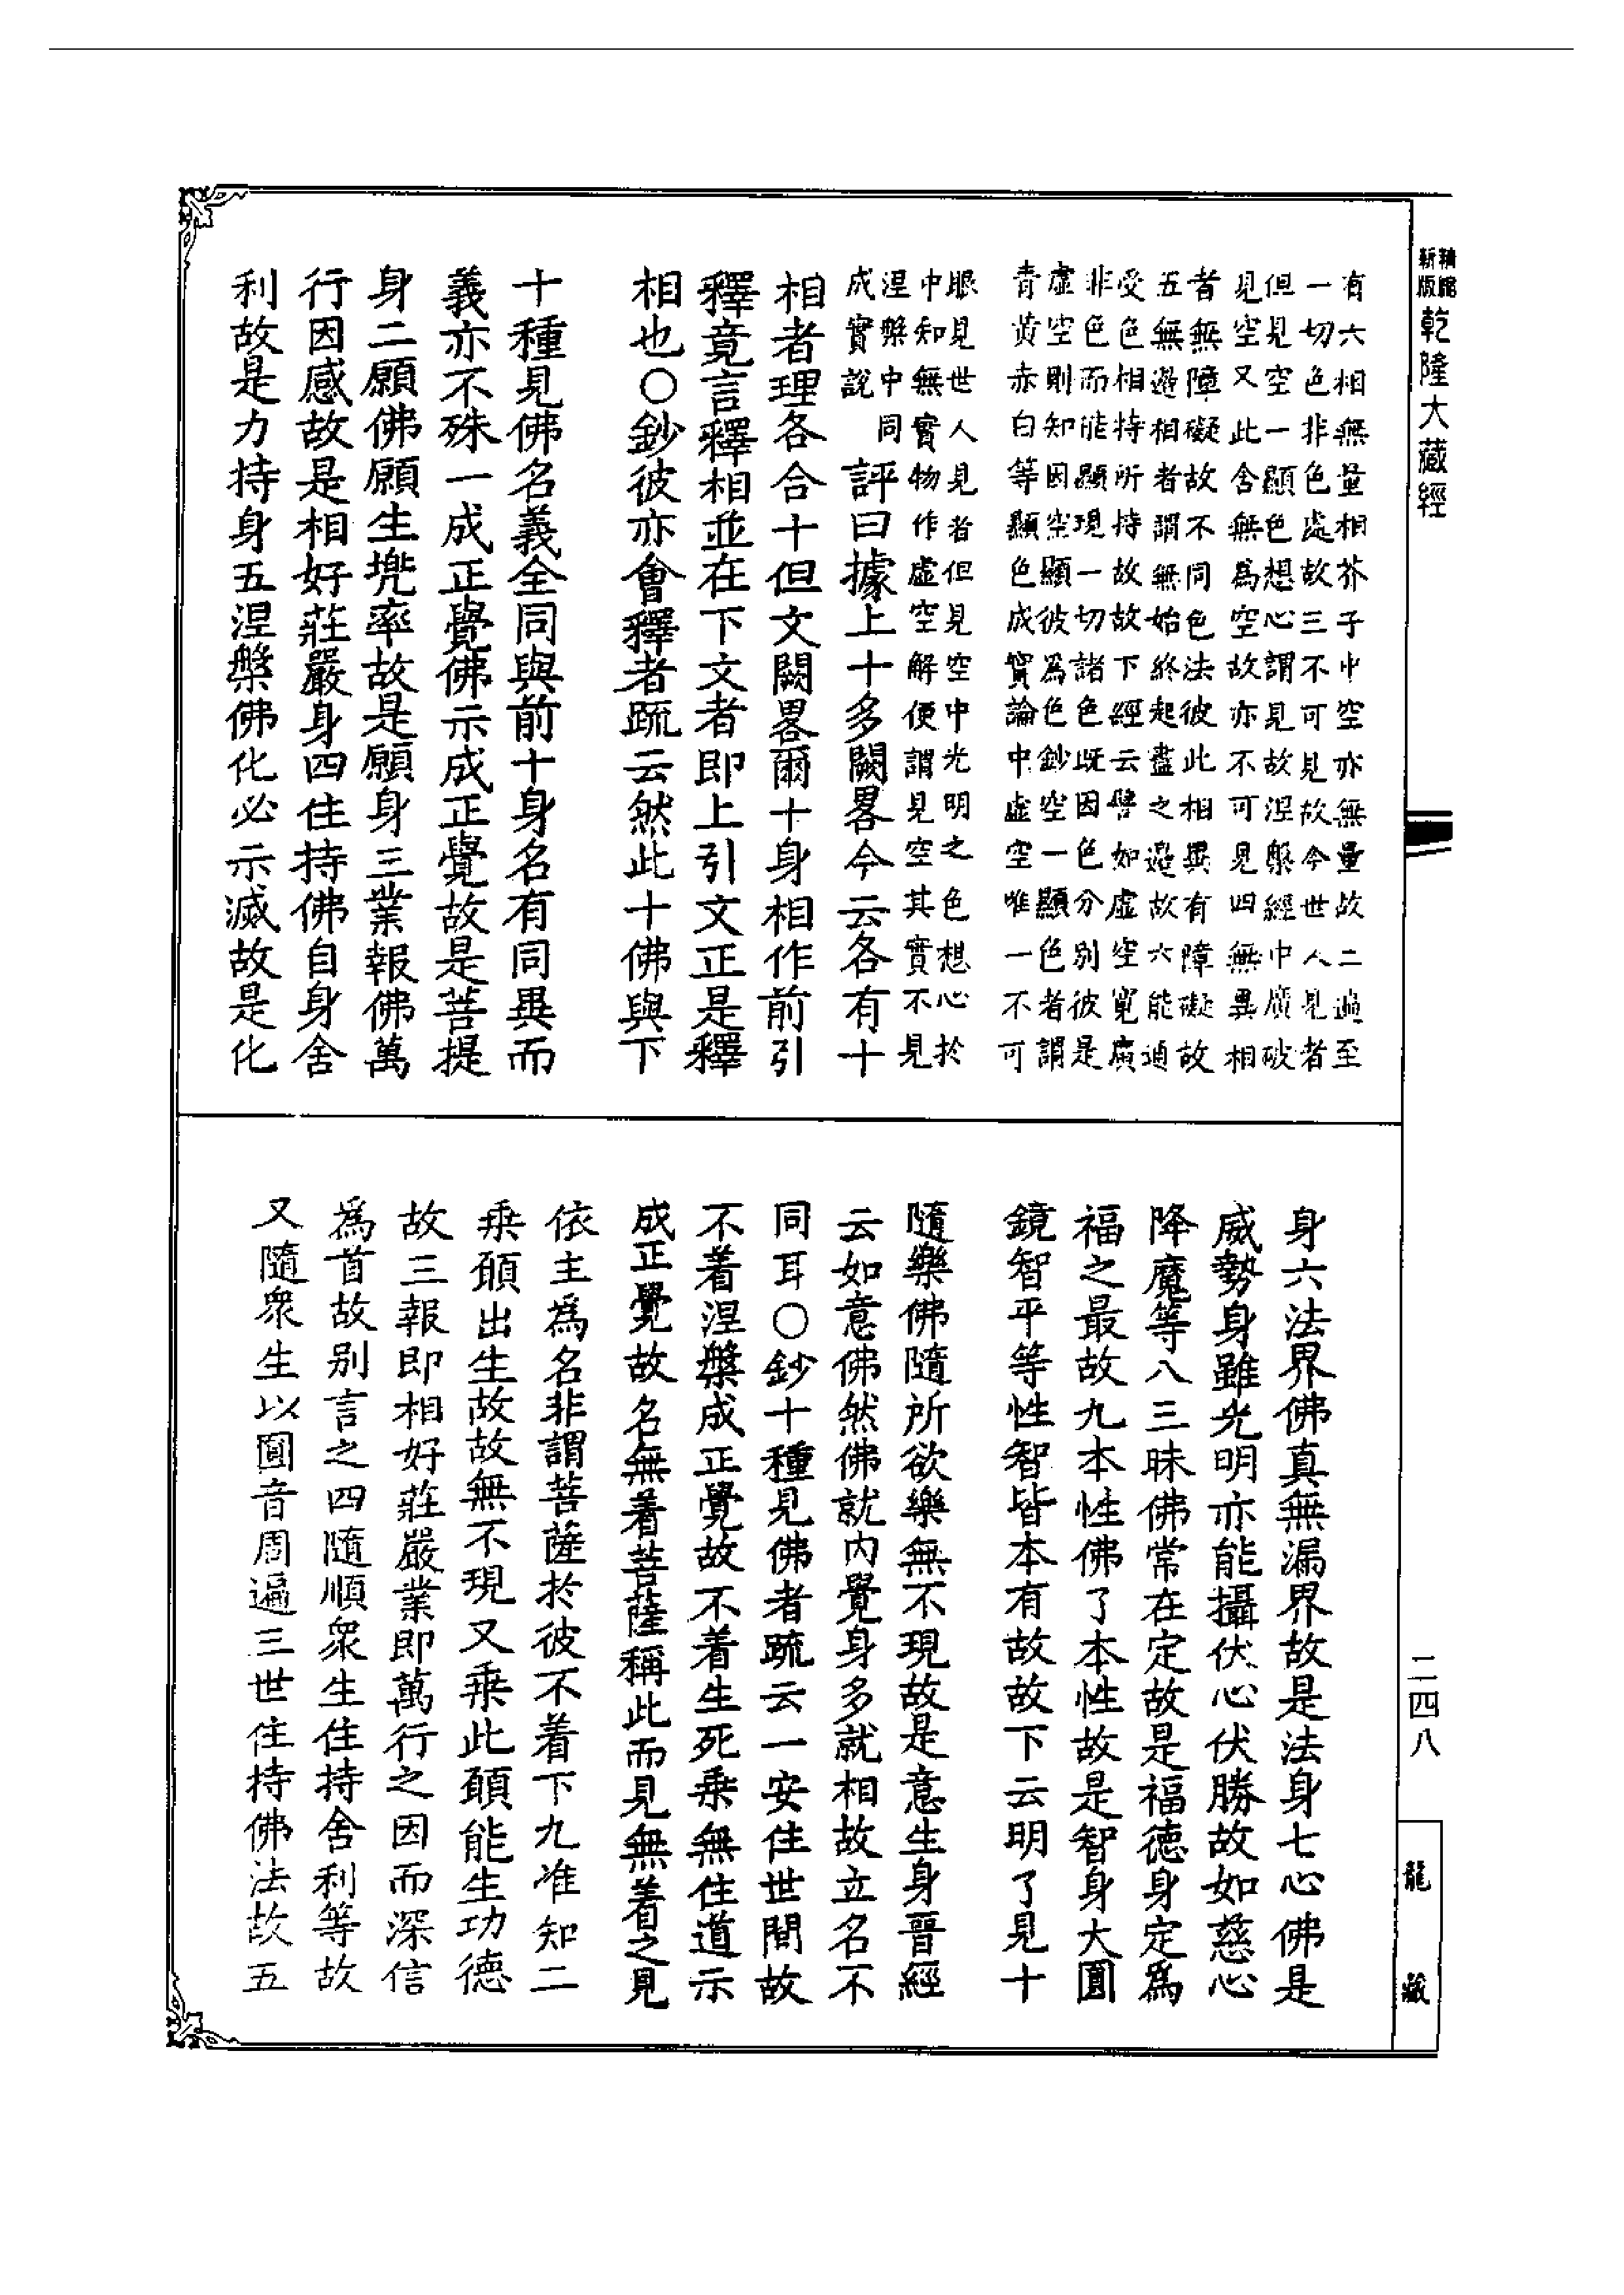 精縮
新版
乾隆大藏經
有六相無量相芥子中空亦無量故二遍至
一切色非色處故三不可見故今世人見者
但見空一顯色想心謂見故涅槃經中廣破
見空又此舍無為空故亦不可見四無異相
者無障礙故不同色法彼此相異有障礙故
五無邊相者謂無始終起盡之邊故六能通
受色相持所持故故下經云譬如虛空寬廣
非色而能顯現一切諸色既因色分別彼是
虛空則知因空顯彼為色鈔空一顯色者謂
青黃赤白等顯色成實論中虛空唯一不可
眼見世人見者但見空中光明之色想心於
中知無實物作虛空解便謂見空其實不見
涅槃中同
成實說
評曰據上十多闕畧今云各有十
相者理各合十但文闕畧爾十身相作前引
釋竟言釋相並在下文者即上引文正是釋
相也○鈔彼亦會釋者䟽云然此十佛與下
十種見佛名義全同與前十身名有同異而
義亦不殊一成正覺佛示成正覺故是菩提
身二願佛願生兜率故是願身三業報佛萬
行因感故是相好莊嚴身四住持佛自身舍
利故是力持身五涅槃佛化必示滅故是化
身六法界佛真無漏界故是法身七心佛是
威勢身雖光明亦能攝伏心伏勝故如慈心
降魔等八三昧佛常在定故是福德身定為
福之最故九本性佛了本性故是智身大圓
鏡智平等性智皆本有故故下云明了見十
隨樂佛隨所欲樂無不現故是意生身晉經
云如意佛然佛就內覺身多就相故立名不
同耳○鈔十種見佛者䟽云一安住世間故
不着涅槃成正覺故不着生死乘無住道示
成正覺故名無着菩薩稱此而見無着之見
依主為名非謂菩薩於彼不着下九准知二
乘願出生故故無不現又乘此願能生功德
故三報即相好莊嚴業即萬行之因而深信
為首故別言之四隨順衆生住持舍利等故
又隨衆生以圓音周遍三世住持佛法故五
二四八
龍藏